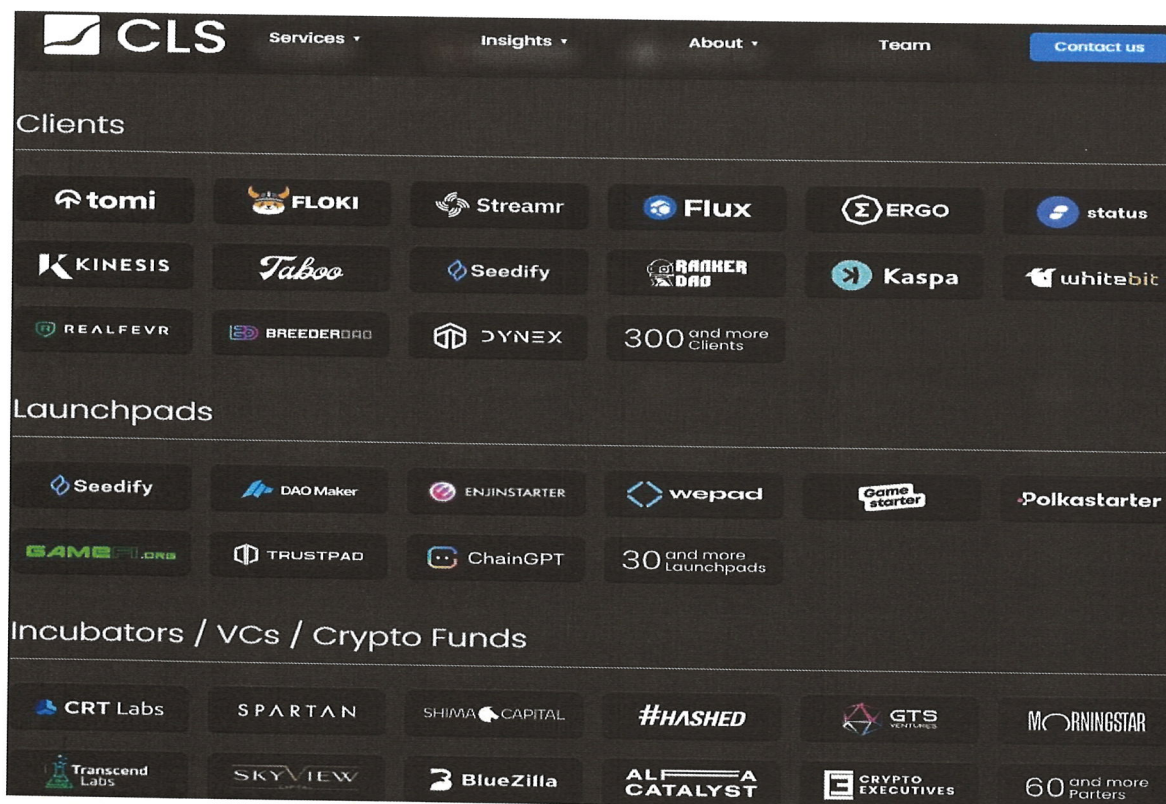 CLS Services Insights About Team Contact us
Clients
tomi FLOKI Streamr Flux ERGO status
KINESIS Taboo Seedify RANKER DAO Kaspa whitebit
REALFEVR BREEDERDAO DYNEX 300 and more Clients
Launchpads
Seedify DAO Maker ENJINSTARTER wepad Game starter Polkastarter
GAMEFI.ORG TRUSTPAD ChainGPT 30 and more Launchpads
Incubators / VCs / Crypto Funds
CRT Labs SPARTAN SHIMA CAPITAL #HASHED GTS VENTURES MORNINGSTAR
Transcend Labs SKYVIEW CAPITAL BlueZilla ALFA CATALYST CRYPTO EXECUTIVES 60 and more Parters